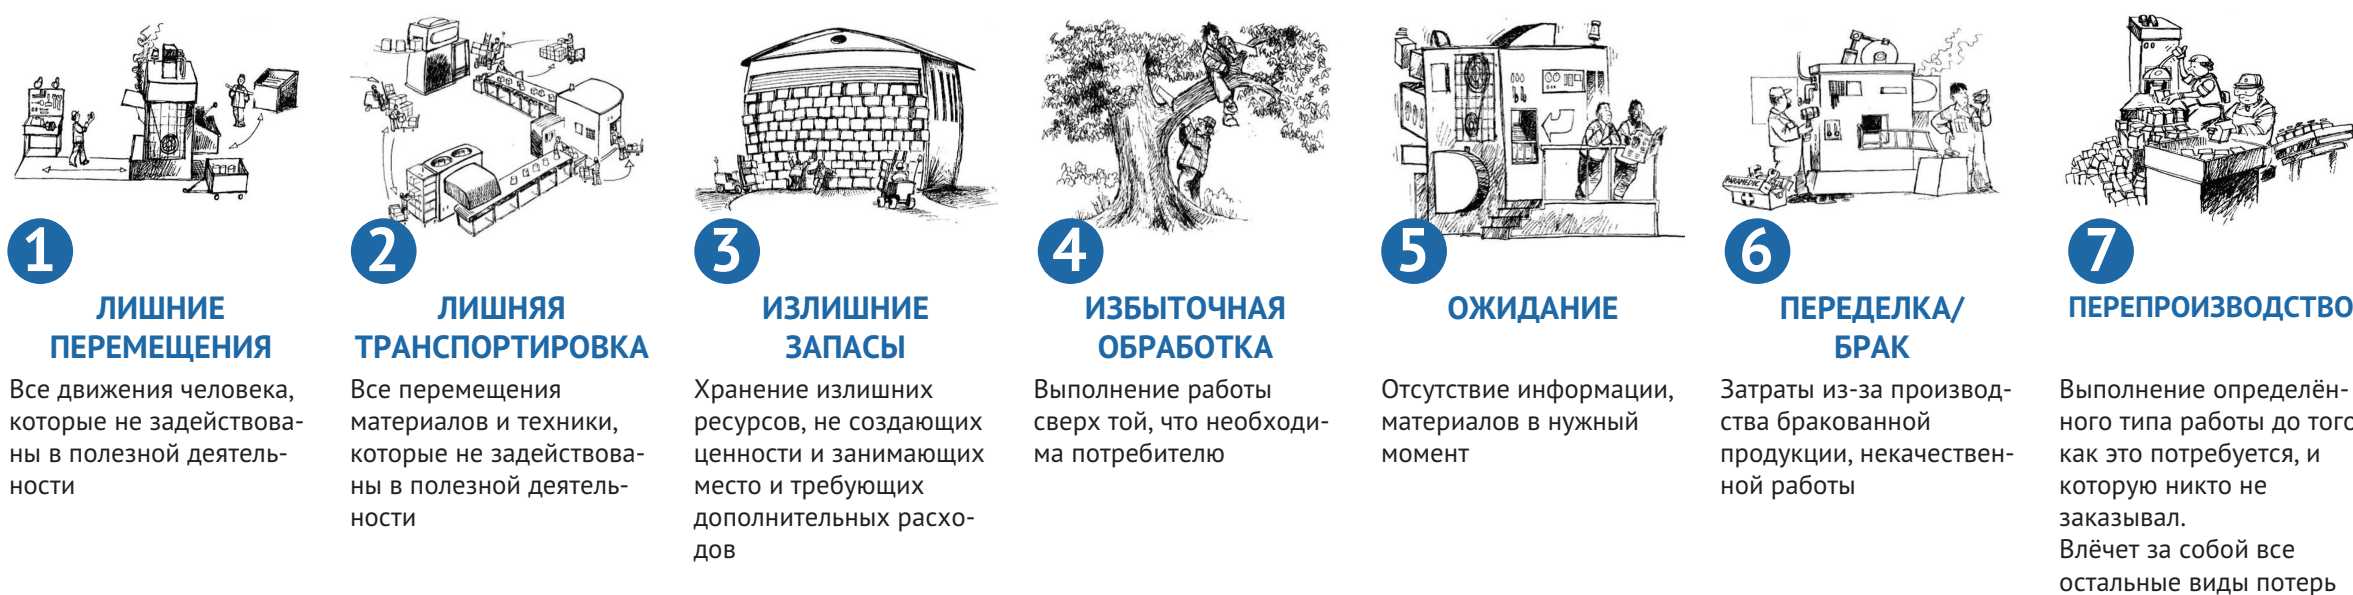 1
ЛИШНИЕ
ПЕРЕМЕЩЕНИЯ
Все движения человека,
которые не задействова-
ны в полезной деятель-
ности
2
ЛИШНЯЯ
ТРАНСПОРТИРОВКА
Все перемещения
материалов и техники,
которые не задействова-
ны в полезной деятель-
ности
3
ИЗЛИШНИЕ
ЗАПАСЫ
Хранение излишних
ресурсов, не создающих
ценности и занимающих
место и требующих
дополнительных расхо-
дов
4
ИЗБЫТОЧНАЯ
ОБРАБОТКА
Выполнение работы
сверх той, что необходи-
ма потребителю
5
ОЖИДАНИЕ
Отсутствие информации,
материалов в нужный
момент
PARAMEDIC
6
ПЕРЕДЕЛКА/
БРАК
Затраты из-за производ-
ства бракованной
продукции, некачествен-
ной работы
7
ПЕРЕПРОИЗВОДСТВО
Выполнение определён-
ного типа работы до того
как это потребуется, и
которую никто не
заказывал.
Влёчет за собой все
остальные виды потерь